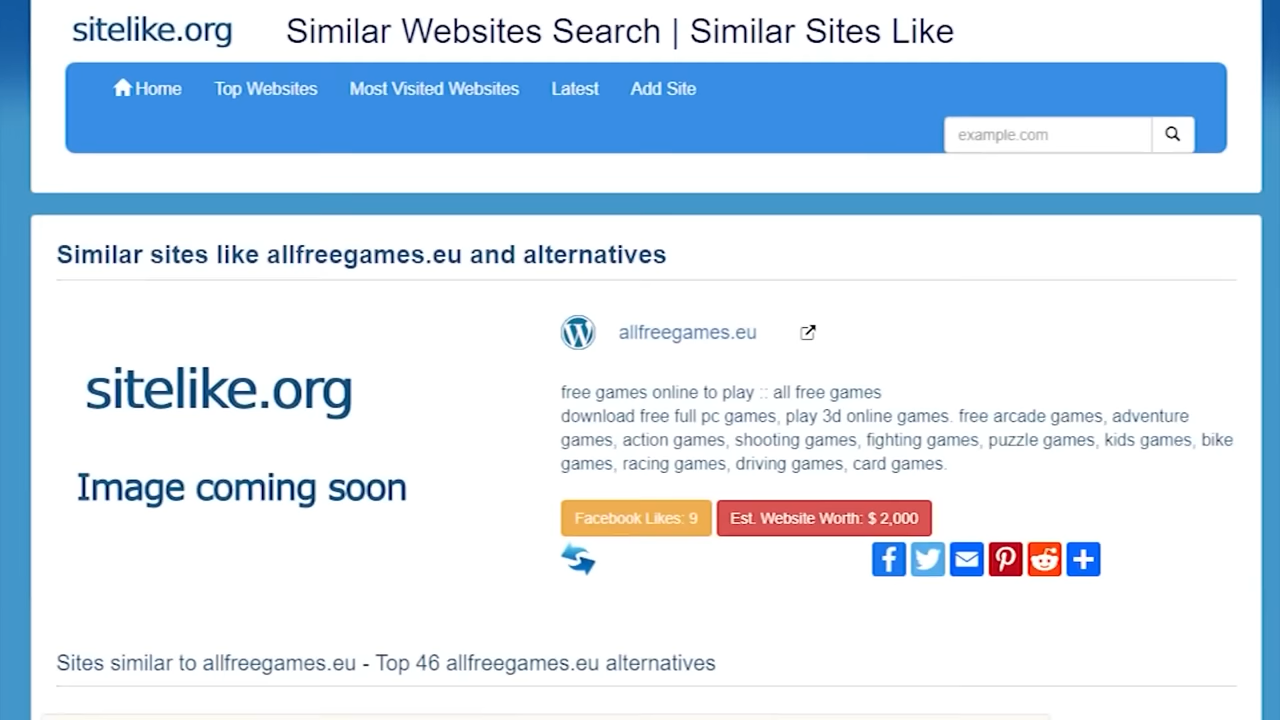 sitelike.org Similar Websites Search | Similar Sites Like
Home Top Websites Most Visited Websites Latest Add Site
example.com
Similar sites like allfreegames.eu and alternatives
sitelike.org
Image coming soon
allfreegames.eu
free games online to play :: all free games
download free full pc games, play 3d online games. free arcade games, adventure
games, action games, shooting games, fighting games, puzzle games, kids games, bike
games, racing games, driving games, card games.
Facebook Likes: 9 Est. Website Worth: $ 2,000
Sites similar to allfreegames.eu - Top 46 allfreegames.eu alternatives